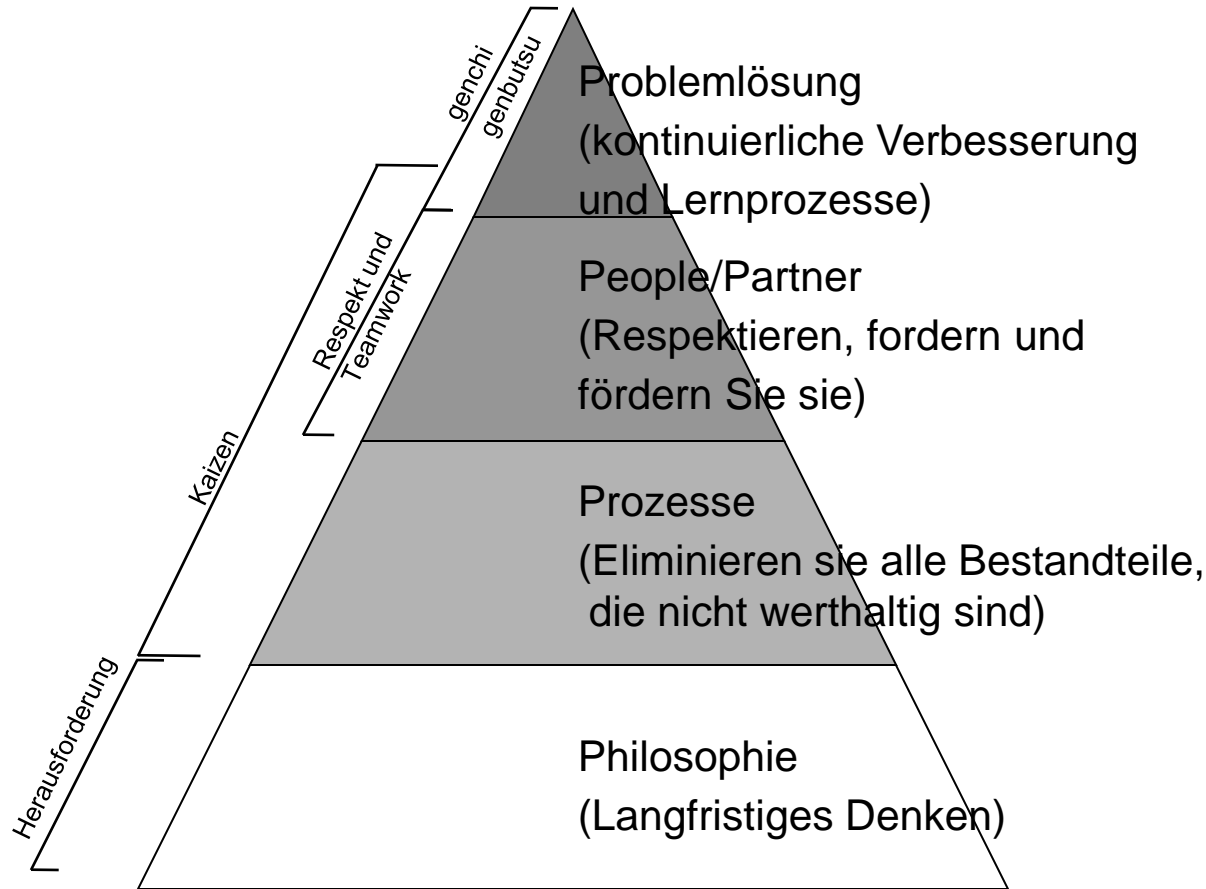 genchi
genbutsu
Problemlösung
(kontinuierliche Verbesserung
und Lernprozesse)
Respekt und
Teamwork
People/Partner
(Respektieren, fordern und
fördern Sie sie)
Kaizen
Prozesse
(Eliminieren sie alle Bestandteile,
die nicht werthaltig sind)
Herausforderung
Philosophie
(Langfristiges Denken)